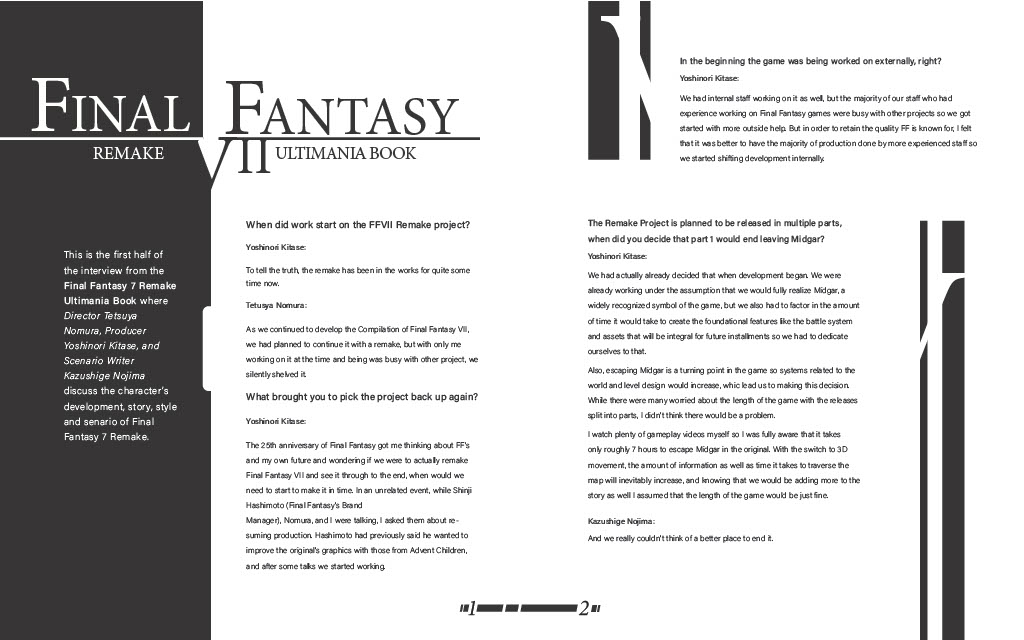 FINAL FANTASY
REMAKE VII ULTIMANIA BOOK
This is the first half of
the interview from the
Final Fantasy 7 Remake
Ultimania Book where
Director Tetsuya
Nomura, Producer
Yoshinori Kitase, and
Scenario Writer
Kazushige Nojima
discuss the character's
development, story, style
and senario of Final
Fantasy 7 Remake.
When did work start on the FFVII Remake project?
Yoshinori Kitase:
To tell the truth, the remake has been in the works for quite some
time now.
Tetusya Nomura:
As we continued to develop the Compilation of Final Fantasy VII,
we had planned to continue it with a remake, but with only me
working on it at the time and being was busy with other project, we
silently shelved it.
What brought you to pick the project back up again?
Yoshinori Kitase:
The 25th anniversary of Final Fantasy got me thinking about FF's
and my own future and wondering if we were to actually remake
Final Fantasy VII and see it through to the end, when would we
need to start to make it in time. In an unrelated event, while Shinji
Hashimoto (Final Fantasy's Brand
Manager), Nomura, and I were talking, I asked them about re-
suming production. Hashimoto had previously said he wanted to
improve the original's graphics with those from Advent Children,
and after some talks we started working.
1
In the beginning the game was being worked on externally, right?
Yoshinori Kitase:
We had internal staff working on it as well, but the majority of our staff who had
experience working on Final Fantasy games were busy with other projects so we got
started with more outside help. But in order to retain the quality FF is known for, I felt
that it was better to have the majority of production done by more experienced staff so
we started shifting development internally.
The Remake Project is planned to be released in multiple parts,
when did you decide that part 1 would end leaving Midgar?
Yoshinori Kitase:
We had actually already decided that when development began. We were
already working under the assumption that we would fully realize Midgar, a
widely recognized symbol of the game, but we also had to factor in the amount
of time it would take to create the foundational features like the battle system
and assets that will be integral for future installments so we had to dedicate
ourselves to that.
Also, escaping Midgar is a turning point in the game so systems related to the
world and level design would increase, whic lead us to making this decision.
While there were many worried about the length of the game with the releases
split into parts, I didn't think there would be a problem.
I watch plenty of gameplay videos myself so I was fully aware that it takes
only roughly 7 hours to escape Midgar in the original. With the switch to 3D
movement, the amount of information as well as time it takes to traverse the
map will inevitably increase, and knowing that we would be adding more to the
story as well I assumed that the length of the game would be just fine.
Kazushige Nojima:
And we really couldn't think of a better place to end it.
2